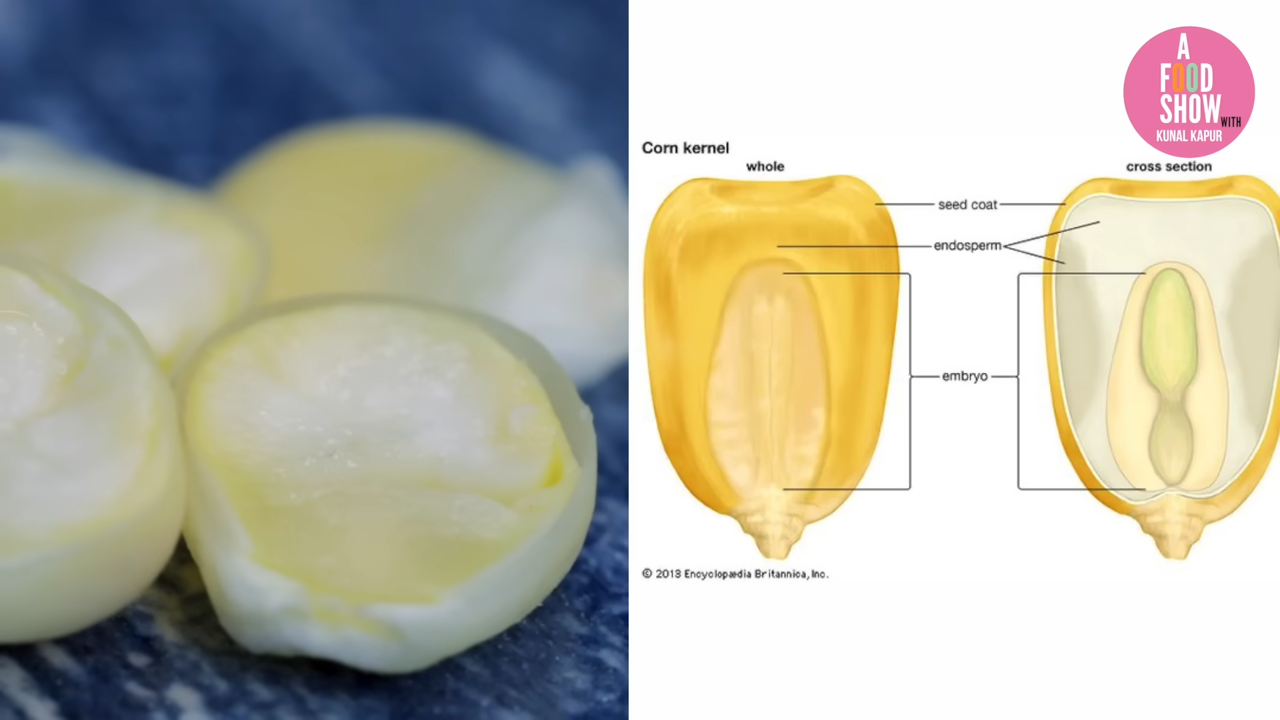 A
FOOD
SHOW
WITH
KUNAL KAPUR
Corn kernel
whole
cross section
seed coat
endosperm
embryo
© 2013 Encyclopædia Britannica, Inc.